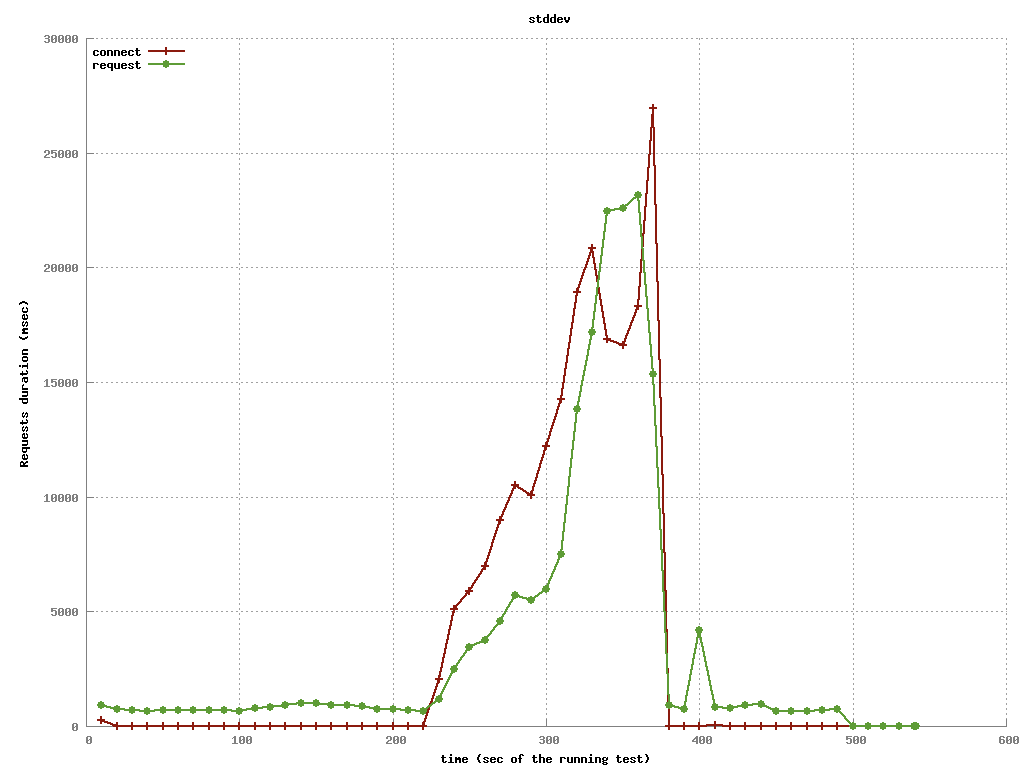 stddev
30000
connect
request
25000
20000
15000
10000
5000
0
0 100 200 300 400 500 600
Requests duration (msec)
time (sec of the running test)